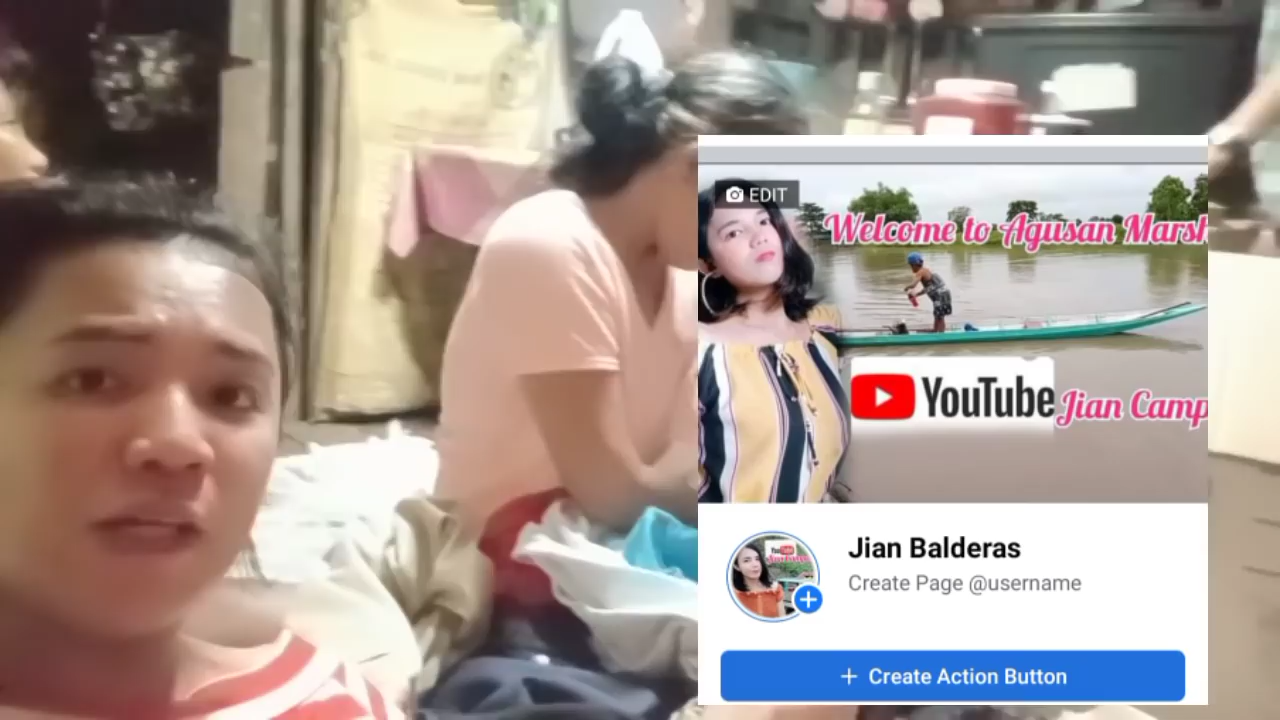 EDIT
Welcome to Agusan Marsh
YouTube Jian Camp
Jian Balderas
Create Page @username
+ Create Action Button